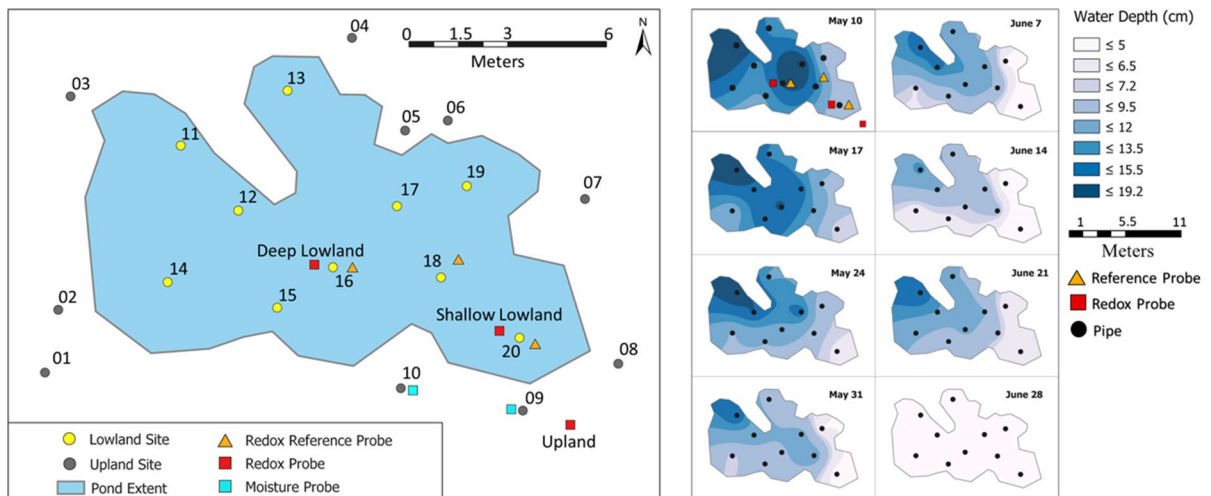 04
N
0 1.5 3 6
Meters
03
13
06
05
11
19
07
12
17
Deep Lowland
18
14
16
15
Shallow Lowland
02
20
01
08
10
09
Upland
Lowland Site
Redox Reference Probe
Upland Site
Redox Probe
Pond Extent
Moisture Probe
May 10
June 7
May 17
June 14
May 24
June 21
May 31
June 28
Water Depth (cm)
≤ 5
≤ 6.5
≤ 7.2
≤ 9.5
≤ 12
≤ 13.5
≤ 15.5
≤ 19.2
1 5.5 11
Meters
Reference Probe
Redox Probe
Pipe